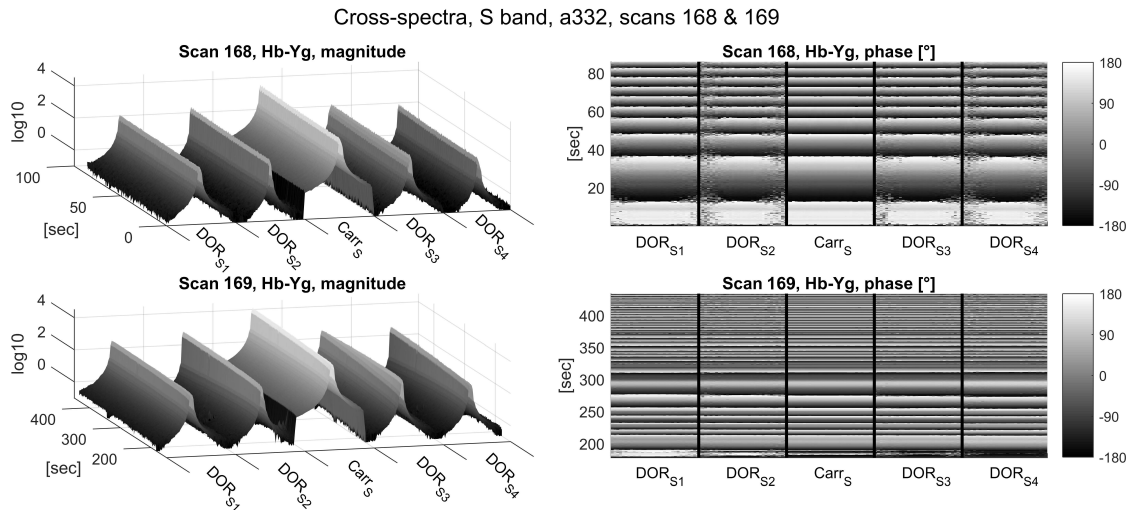 Cross-spectra, S band, a332, scans 168 & 169
Scan 168, Hb-Yg, magnitude
4
2
0
log10
100
50
0
[sec]
DOR_S1
DOR_S2
Carr_S
DOR_S3
DOR_S4
Scan 168, Hb-Yg, phase [°]
80
60
40
20
[sec]
DOR_S1
DOR_S2
Carr_S
DOR_S3
DOR_S4
180
90
0
-90
-180
Scan 169, Hb-Yg, magnitude
4
2
0
log10
400
300
200
[sec]
DOR_S1
DOR_S2
Carr_S
DOR_S3
DOR_S4
Scan 169, Hb-Yg, phase [°]
400
350
300
250
200
[sec]
DOR_S1
DOR_S2
Carr_S
DOR_S3
DOR_S4
180
90
0
-90
-180